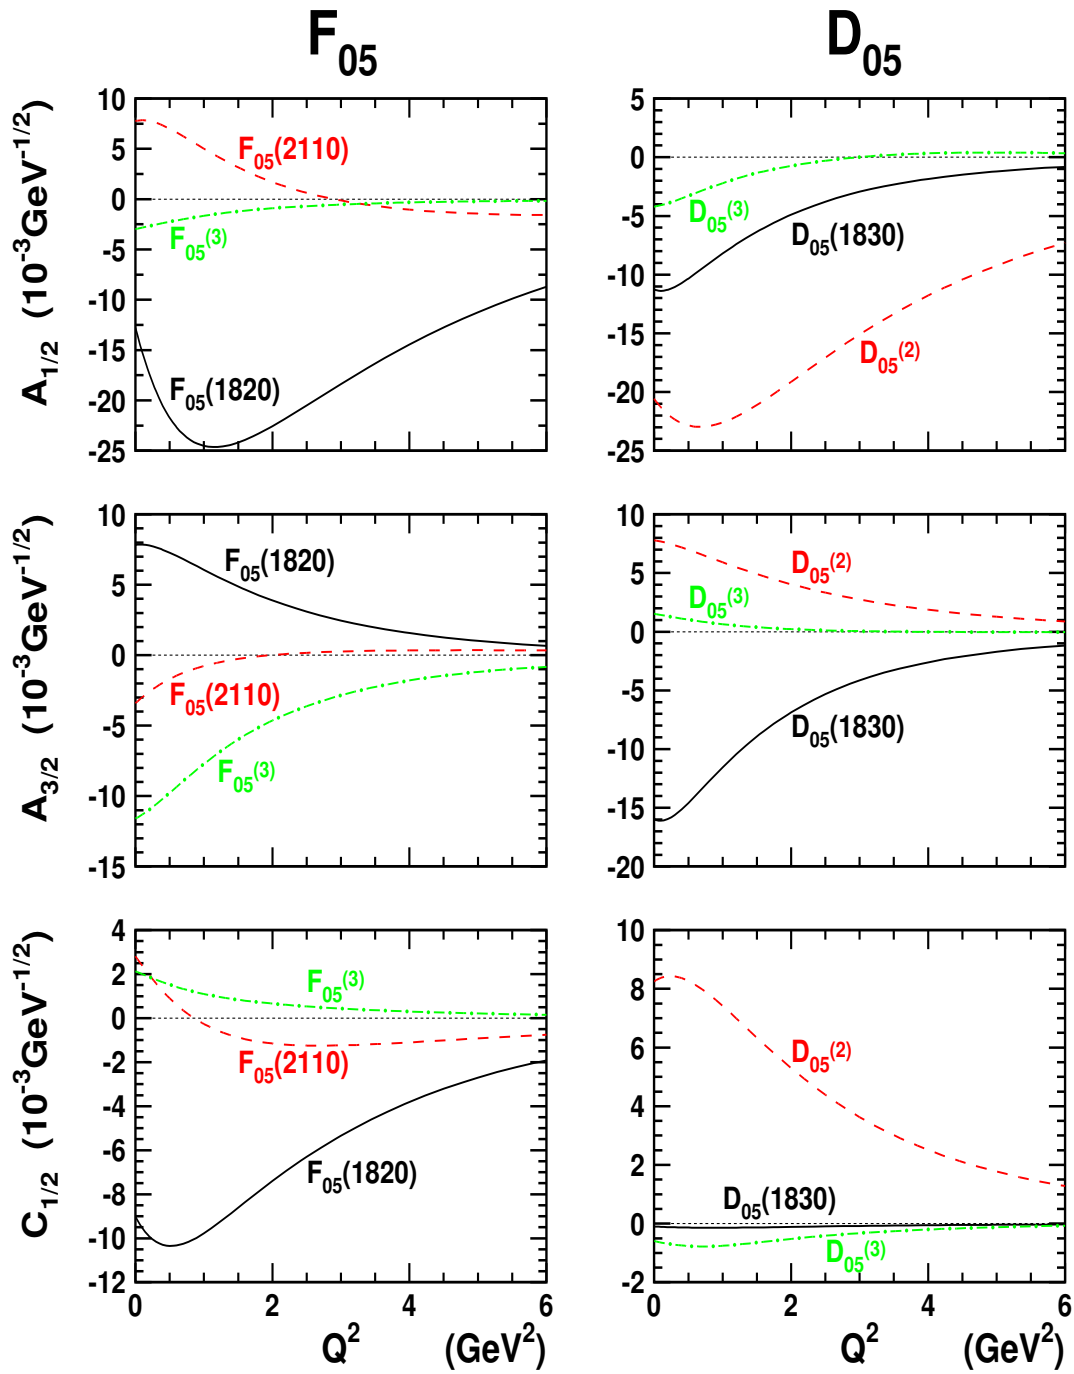 F05 D05
A1/2 (10-3GeV-1/2)
10
5
0
-5
-10
-15
-20
-25
F05(2110)
F05(3)
F05(1820)
5
0
-5
-10
-15
-20
-25
D05(3)
D05(1830)
D05(2)
A3/2 (10-3GeV-1/2)
10
5
0
-5
-10
-15
F05(1820)
F05(2110)
F05(3)
10
5
0
-5
-10
-15
-20
D05(2)
D05(3)
D05(1830)
C1/2 (10-3GeV-1/2)
4
2
0
-2
-4
-6
-8
-10
-12
F05(3)
F05(2110)
F05(1820)
0 2 4 6
Q2 (GeV2)
10
8
6
4
2
0
-2
D05(2)
D05(1830)
D05(3)
0 2 4 6
Q2 (GeV2)